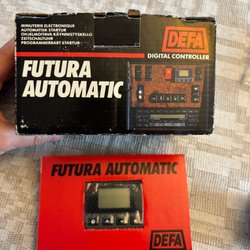 MINUTERIE ELECTRONIQUE
AUTOMATISK STARTUR
OHJELMOITAVA KÄYNNISTYSKELLO
ZEITSCHALTUHR
PROGRAMMERBART STARTUR
DEFA
DIGITAL CONTROLLER
FUTURA
AUTOMATIC
FUTURA AUTOMATIC
DEFA